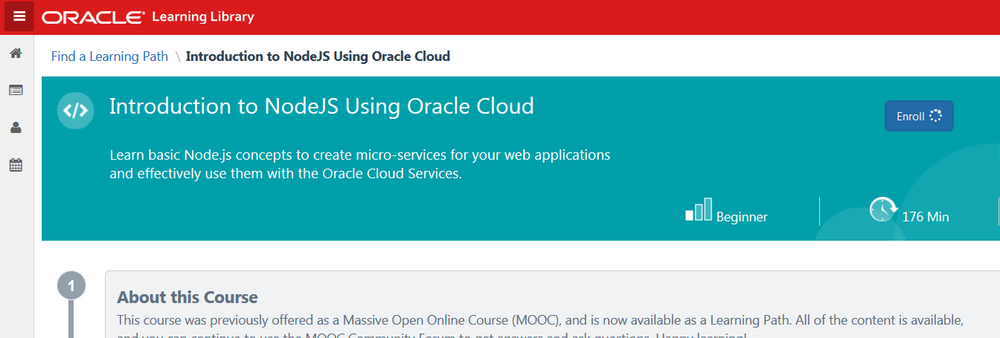 ORACLE Learning Library
Find a Learning Path \ Introduction to NodeJS Using Oracle Cloud
</> Introduction to NodeJS Using Oracle Cloud
Enroll
Learn basic Node.js concepts to create micro-services for your web applications
and effectively use them with the Oracle Cloud Services.
Beginner 176 Min
1
About this Course
This course was previously offered as a Massive Open Online Course (MOOC), and is now available as a Learning Path. All of the content is available,
and you can continue to use the MOOC Community Forum to get answers and ask questions. Happy learning!